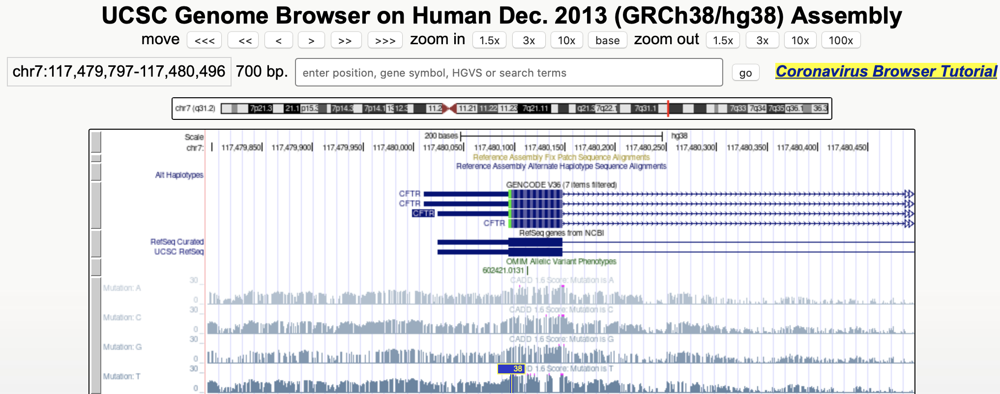 UCSC Genome Browser on Human Dec. 2013 (GRCh38/hg38) Assembly
move <<< << < > >> >>> zoom in 1.5x 3x 10x base zoom out 1.5x 3x 10x 100x
chr7:117,479,797-117,480,496 700 bp. enter position, gene symbol, HGVS or search terms go Coronavirus Browser Tutorial
chr7 (q31.2) 7p21.3 21.1 p15.3 7p14.3 7p14.1 13 12.3 11.2 11.21 11.22 11.23 7q21.11 q21.3 7q22.1 7q31.1 7q33 7q34 7q35 q36.1 36.3
Scale 200 bases hg38
chr7: 117,479,850 117,479,900 117,479,950 117,480,000 117,480,050 117,480,100 117,480,150 117,480,200 117,480,250 117,480,300 117,480,350 117,480,400 117,480,450
Reference Assembly Fix Patch Sequence Alignments
Reference Assembly Alternate Haplotype Sequence Alignments
Alt Haplotypes
GENCODE V36 (7 items filtered)
CFTR
CFTR
CFTR
CFTR
RefSeq genes from NCBI
RefSeq Curated
UCSC RefSeq
OMIM Allelic Variant Phenotypes
602421.0131
30 CADD 1.6 Score: Mutation is A
Mutation: A
0
30 CADD 1.6 Score: Mutation is C
Mutation: C
0
30 CADD 1.6 Score: Mutation is G
Mutation: G
0
30 38 D 1.6 Score: Mutation is T
Mutation: T
0